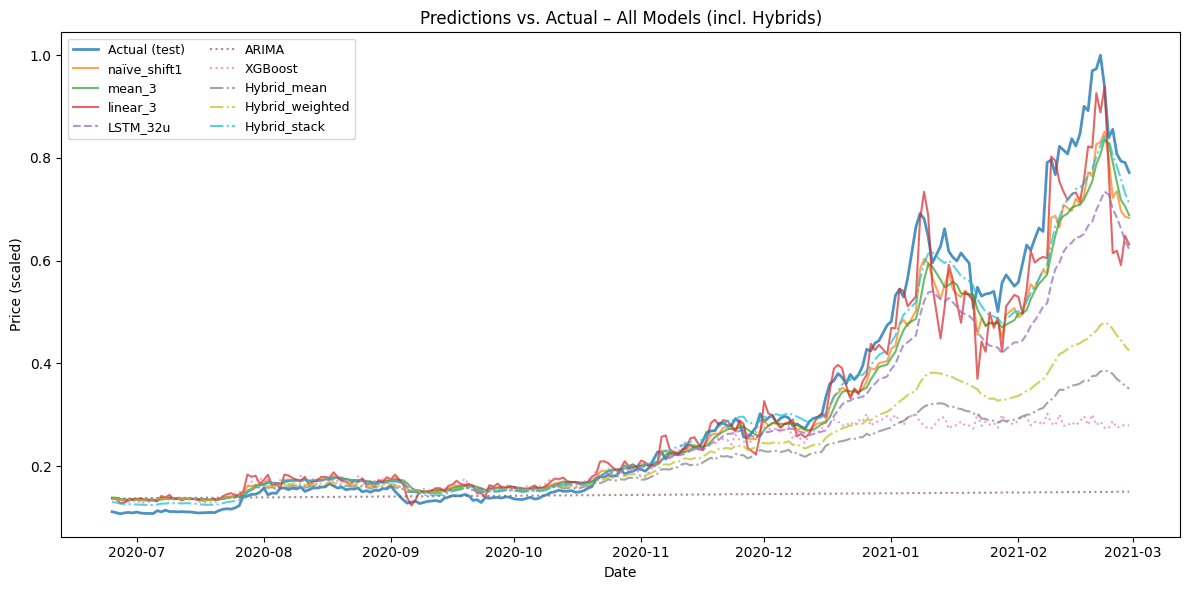 Predictions vs. Actual – All Models (incl. Hybrids)
Actual (test)
naïve_shift1
mean_3
linear_3
LSTM_32u
ARIMA
XGBoost
Hybrid_mean
Hybrid_weighted
Hybrid_stack
Price (scaled)
1.0
0.8
0.6
0.4
0.2
2020-07 2020-08 2020-09 2020-10 2020-11 2020-12 2021-01 2021-02 2021-03
Date